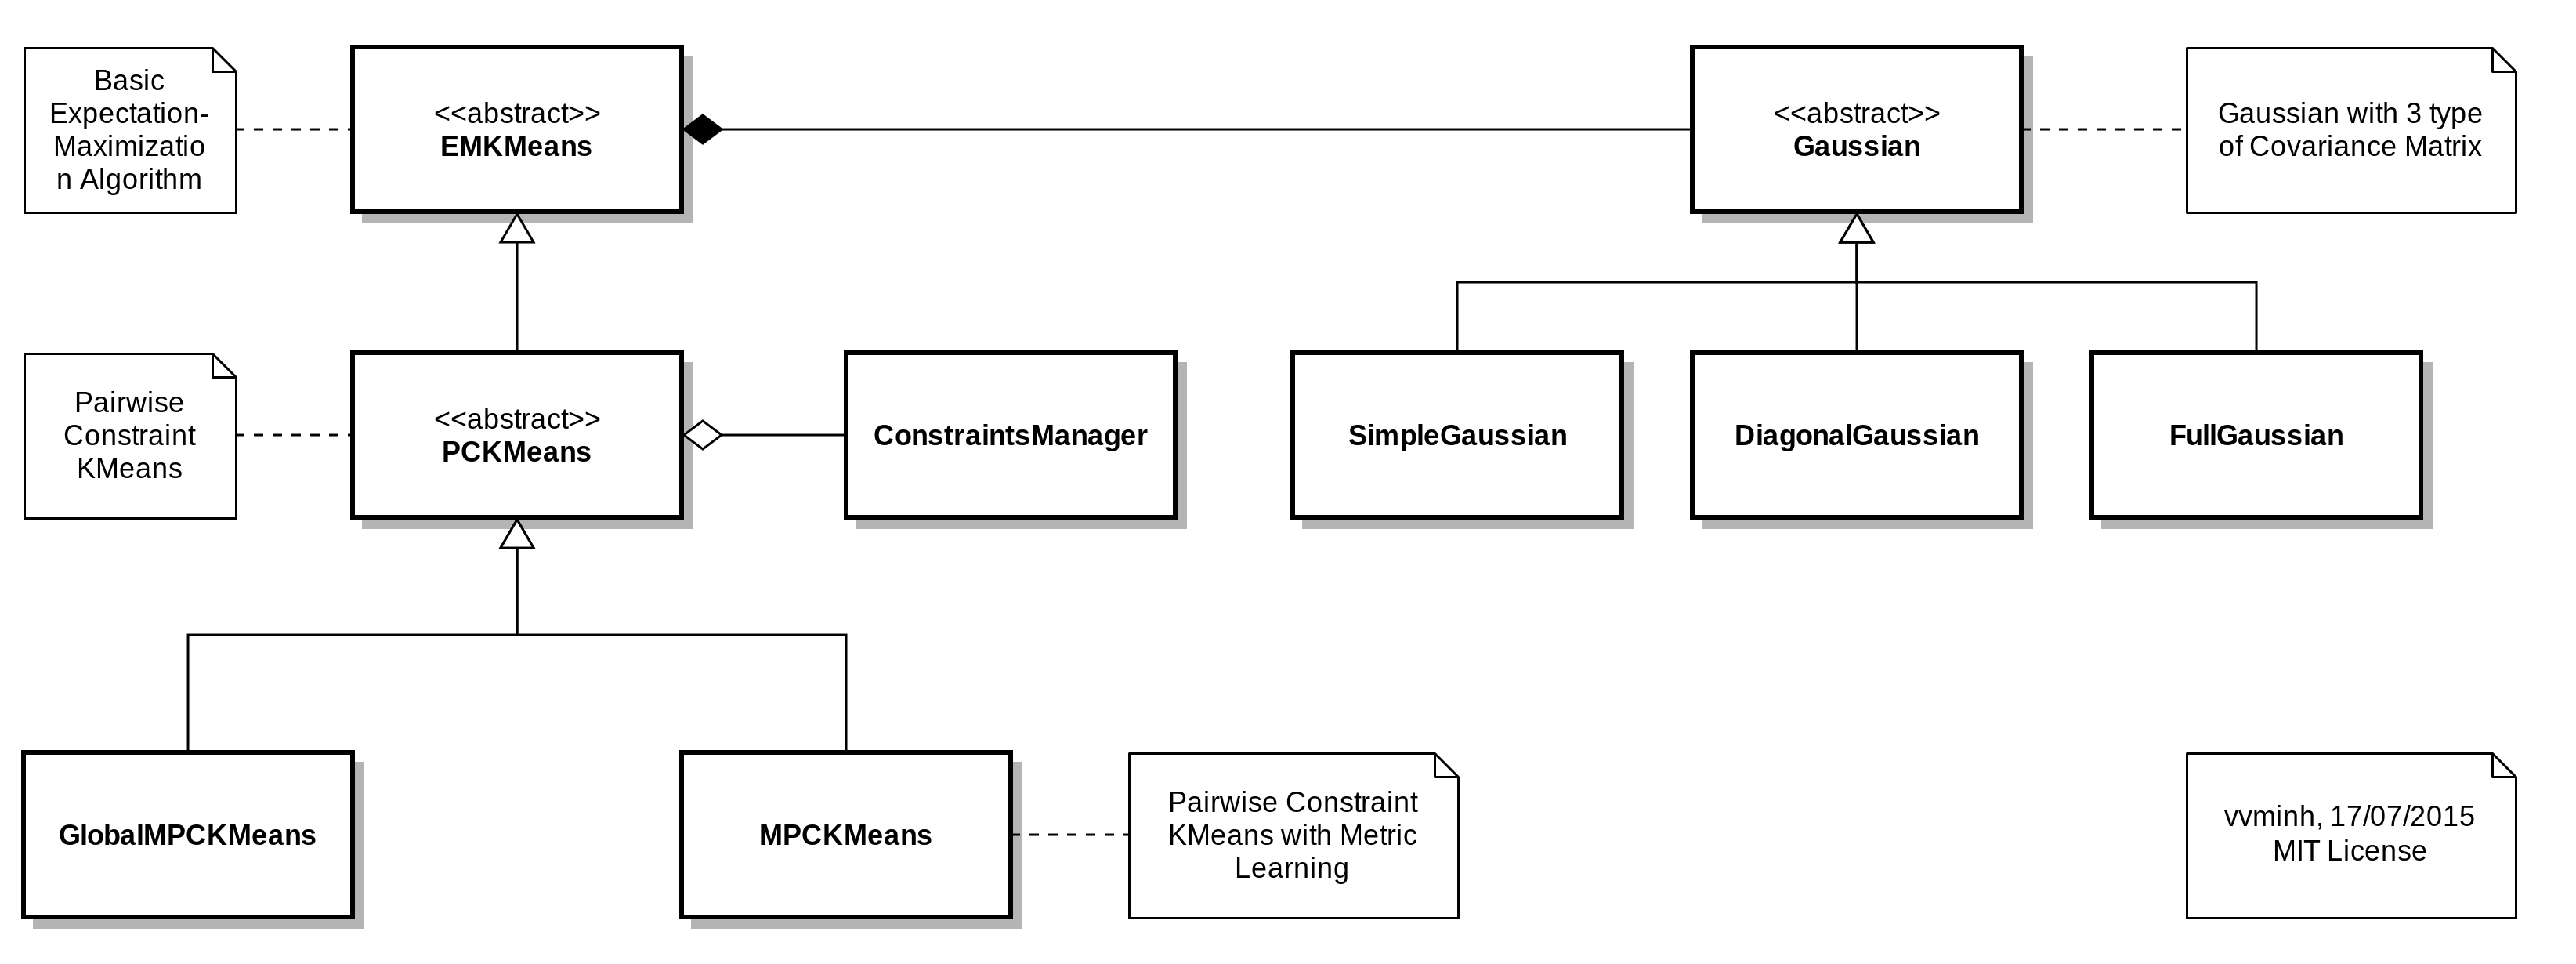 Basic
Expectation-
Maximizatio
n Algorithm
<<abstract>>
EMKMeans
<<abstract>>
Gaussian
Gaussian with 3 type
of Covariance Matrix
Pairwise
Constraint
KMeans
<<abstract>>
PCKMeans
ConstraintsManager
SimpleGaussian
DiagonalGaussian
FullGaussian
GlobalMPCKMeans
MPCKMeans
Pairwise Constraint
KMeans with Metric
Learning
vvminh, 17/07/2015
MIT License